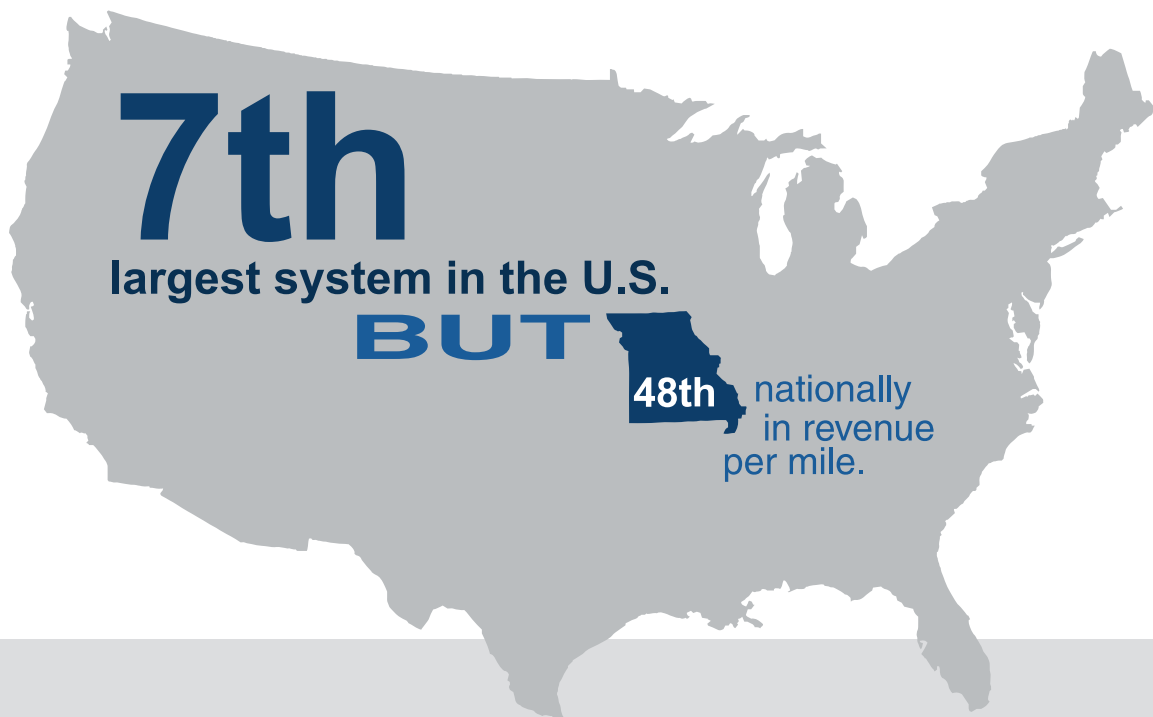 7th
largest system in the U.S.
BUT
48th nationally
in revenue
per mile.